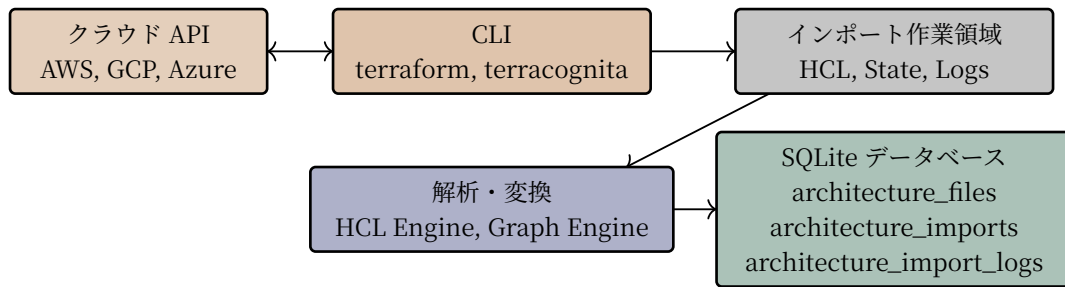 クラウド API
AWS, GCP, Azure
CLI
terraform, terracognita
インポート作業領域
HCL, State, Logs
解析・変換
HCL Engine, Graph Engine
SQLite データベース
architecture_files
architecture_imports
architecture_import_logs